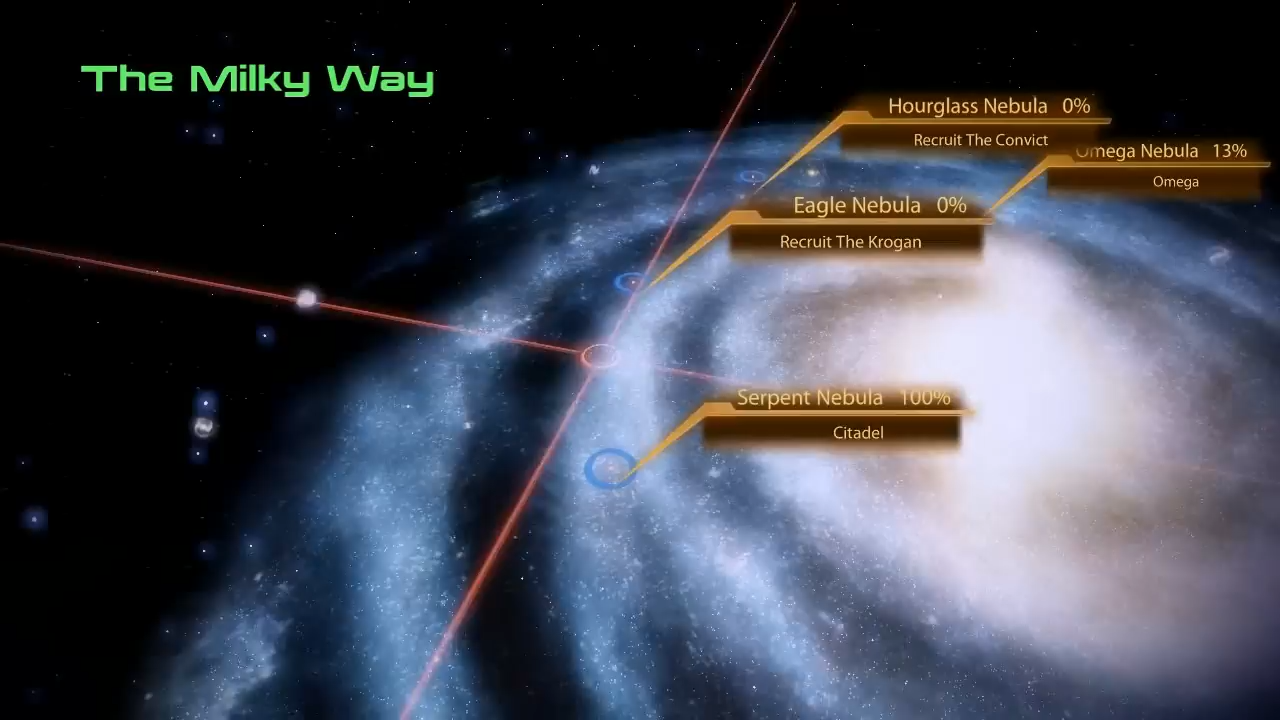 The Milky Way
Hourglass Nebula 0%
Recruit The Convict
Omega Nebula 13%
Omega
Eagle Nebula 0%
Recruit The Krogan
Serpent Nebula 100%
Citadel